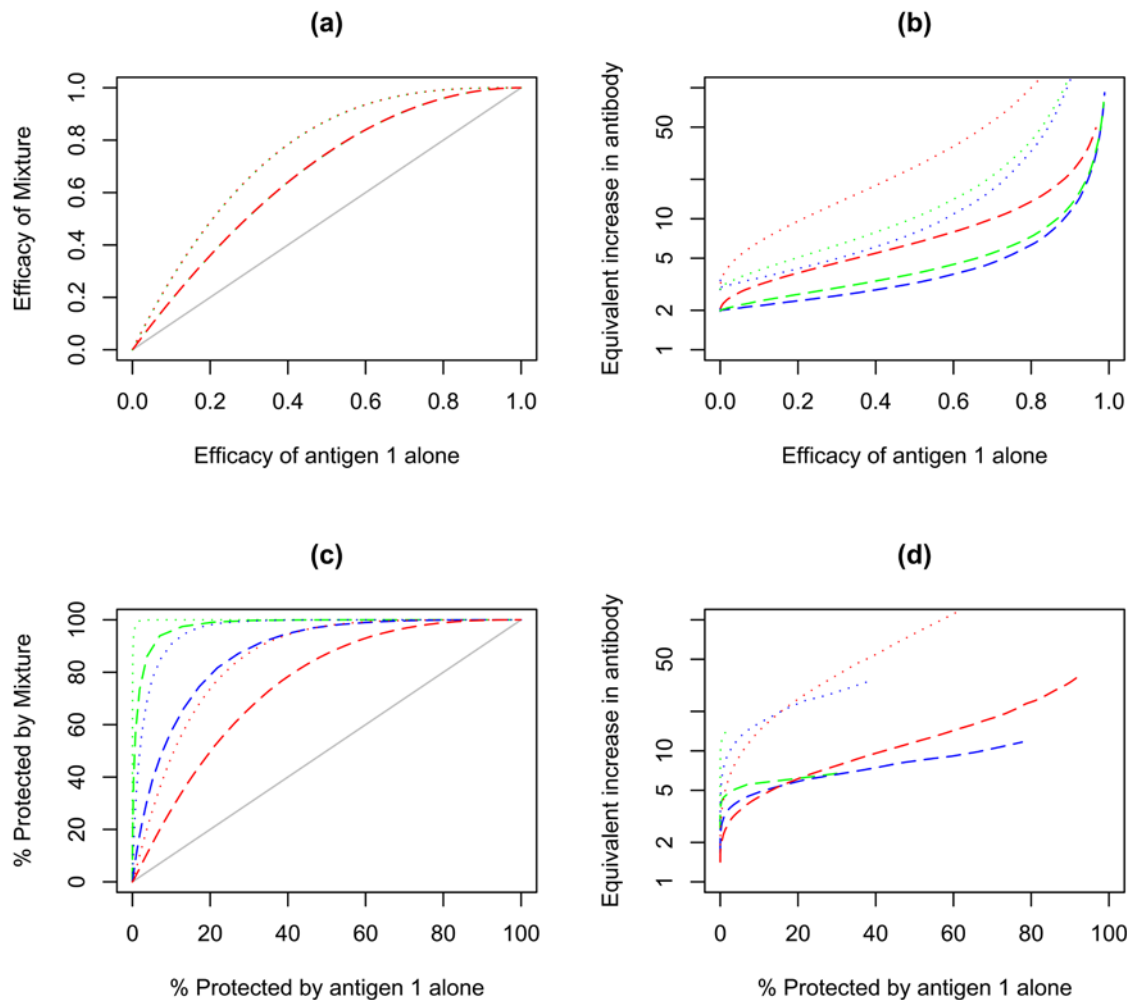 (a)
Efficacy of Mixture
0.0 0.2 0.4 0.6 0.8 1.0
0.0 0.2 0.4 0.6 0.8 1.0
Efficacy of antigen 1 alone
(b)
Equivalent increase in antibody
1 2 5 10 50
0.0 0.2 0.4 0.6 0.8 1.0
Efficacy of antigen 1 alone
(c)
% Protected by Mixture
0 20 40 60 80 100
0 20 40 60 80 100
% Protected by antigen 1 alone
(d)
Equivalent increase in antibody
1 2 5 10 50
0 20 40 60 80 100
% Protected by antigen 1 alone